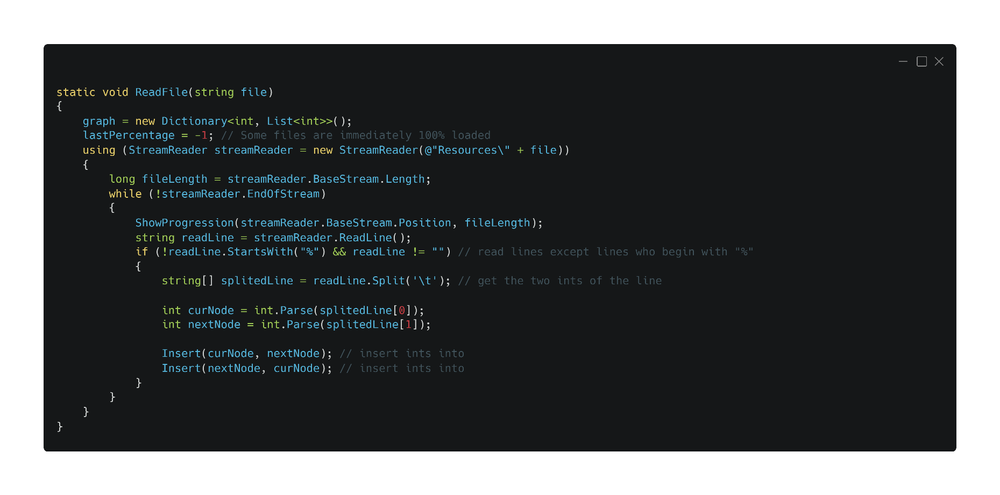 static void ReadFile(string file)
{
    graph = new Dictionary<int, List<int>>();
    lastPercentage = -1; // Some files are immediately 100% loaded
    using (StreamReader streamReader = new StreamReader(@"Resources\" + file))
    {
        long fileLength = streamReader.BaseStream.Length;
        while (!streamReader.EndOfStream)
        {
            ShowProgression(streamReader.BaseStream.Position, fileLength);
            string readLine = streamReader.ReadLine();
            if (!readLine.StartsWith("%") && readLine != "") // read lines except lines who begin with "%"
            {
                string[] splitedLine = readLine.Split('\t'); // get the two ints of the line

                int curNode = int.Parse(splitedLine[0]);
                int nextNode = int.Parse(splitedLine[1]);

                Insert(curNode, nextNode); // insert ints into
                Insert(nextNode, curNode); // insert ints into
            }
        }
    }
}